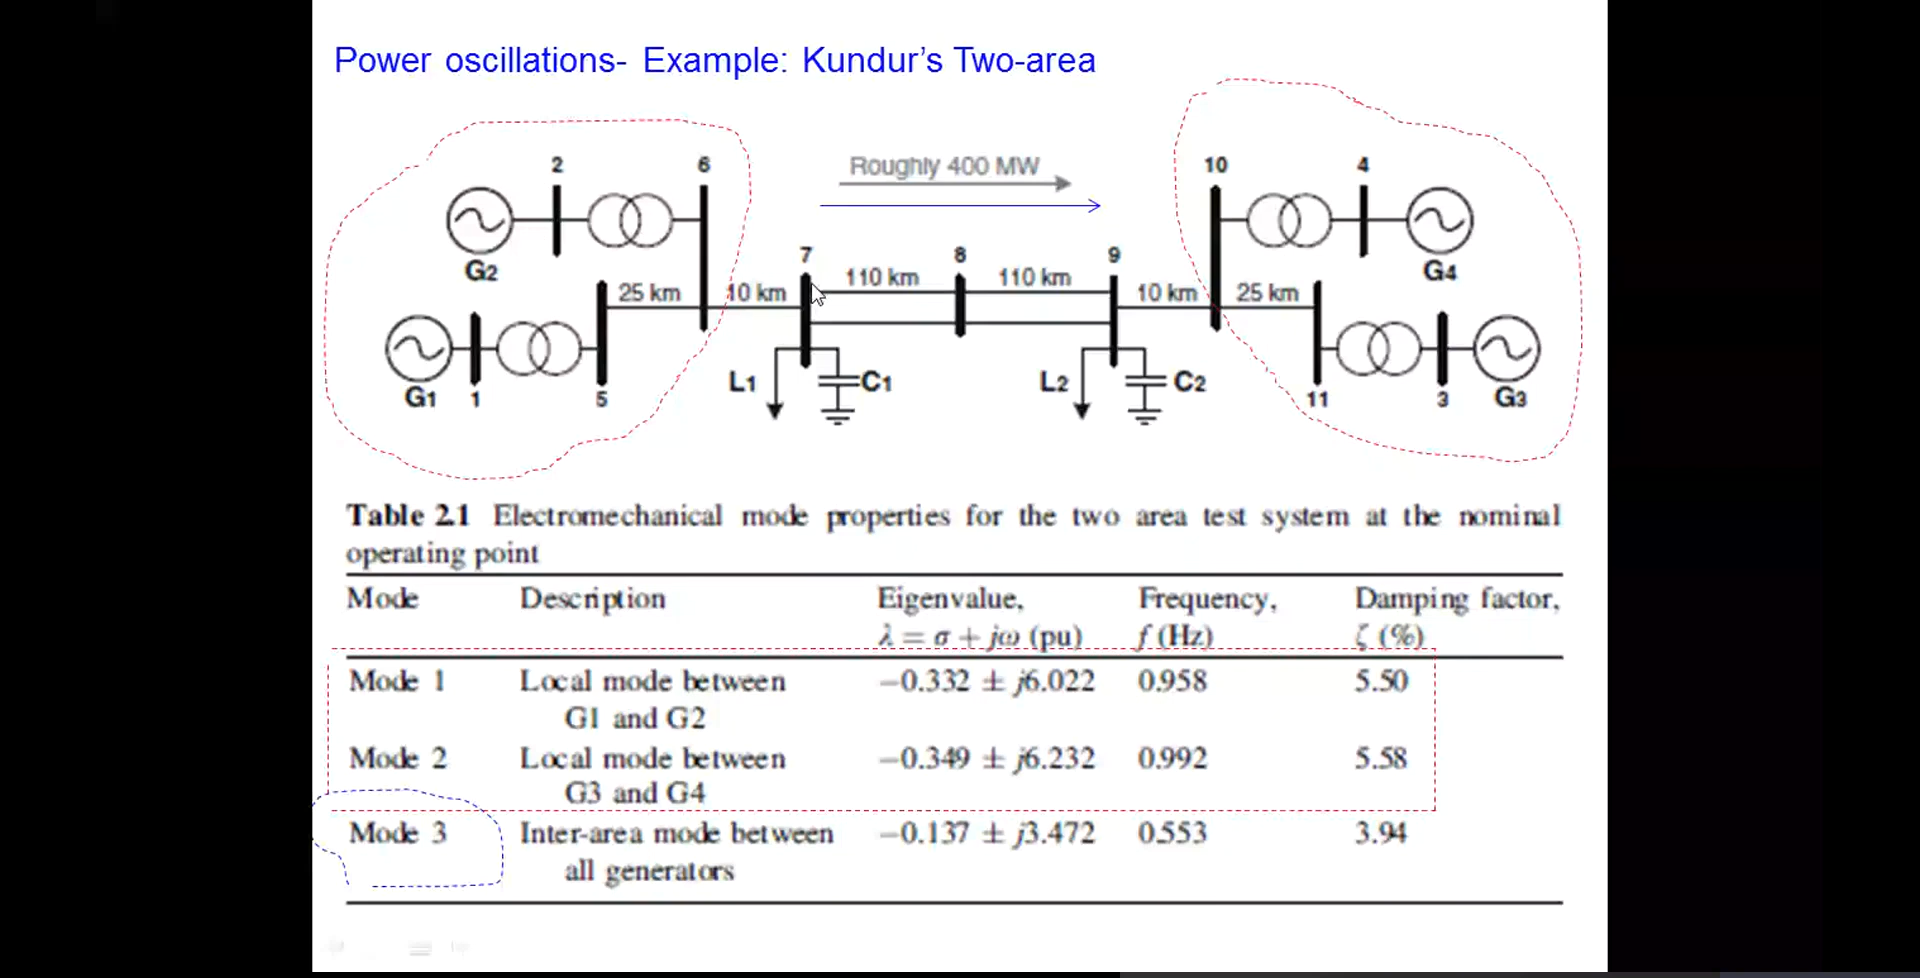 Power oscillations- Example: Kundur's Two-area
2 6 Roughly 400 MW 10 4
G2 7 110 km 8 110 km 9 G4
25 km 10 km 10 km 25 km
G1 1 5 L1 C1 L2 C2 11 3 G3
Table 2.1 Electromechanical mode properties for the two area test system at the nominal
operating point
Mode Description Eigenvalue, Frequency, Damping factor,
λ = σ + jω (pu) f (Hz) ζ (%)
Mode 1 Local mode between −0.332 ± j6.022 0.958 5.50
G1 and G2
Mode 2 Local mode between −0.349 ± j6.232 0.992 5.58
G3 and G4
Mode 3 Inter-area mode between −0.137 ± j3.472 0.553 3.94
all generators